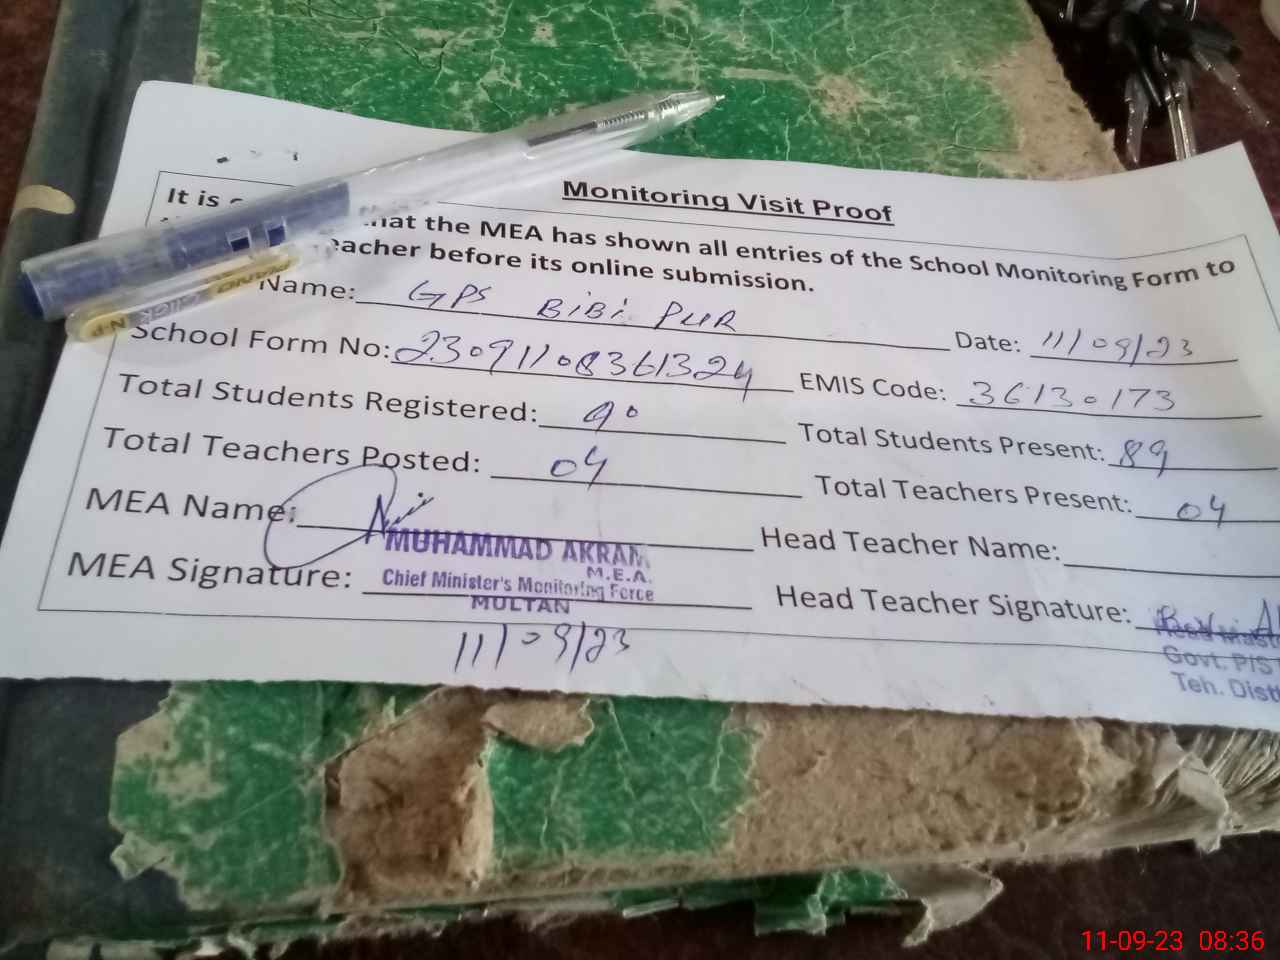 Monitoring Visit Proof
It is that the MEA has shown all entries of the School Monitoring Form to
before its online submission.
Name: GPS BiBi PUR Date: 11/09/23
School Form No: 23091108361324 EMIS Code: 36130173
Total Students Registered: 90 Total Students Present: 89
Total Teachers Posted: 04 Total Teachers Present: 04
MEA Name: Head Teacher Name:
MUHAMMAD AKRAM
M.E.A.
MEA Signature: Chief Minister's Monitoring Force Head Teacher Signature:
MULTAN
Govt. P/S
Teh. Distt
11/09/23
11-09-23 08:36